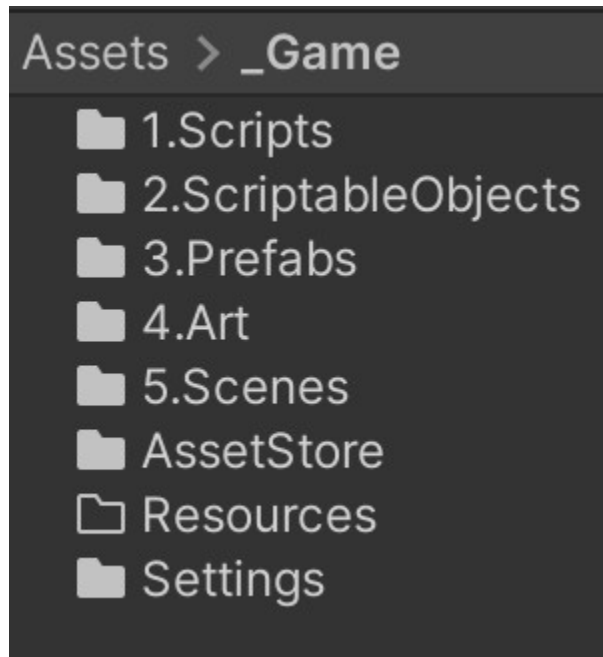 Assets > _Game
1.Scripts
2.ScriptableObjects
3.Prefabs
4.Art
5.Scenes
AssetStore
Resources
Settings